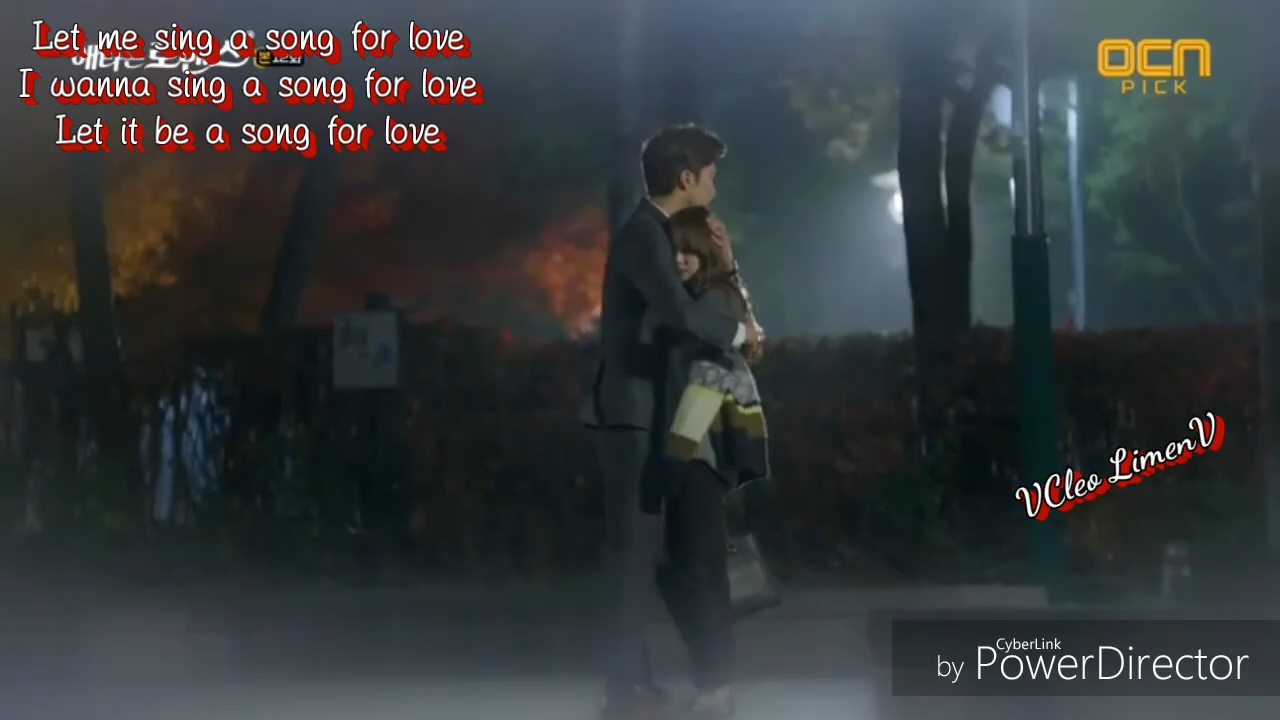 Let me sing a song for love
I wanna sing a song for love
Let it be a song for love
OCN
PICK
VCleo LimenV
CyberLink
by PowerDirector